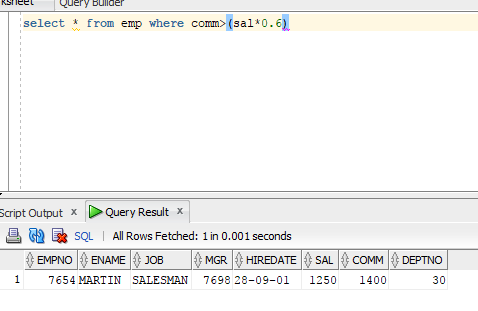 ksheet Query Builder
select * from emp where comm>(sal*0.6)
Script Output x Query Result x
SQL | All Rows Fetched: 1 in 0.001 seconds
EMPNO ENAME JOB MGR HIREDATE SAL COMM DEPTNO
1 7654 MARTIN SALESMAN 7698 28-09-01 1250 1400 30